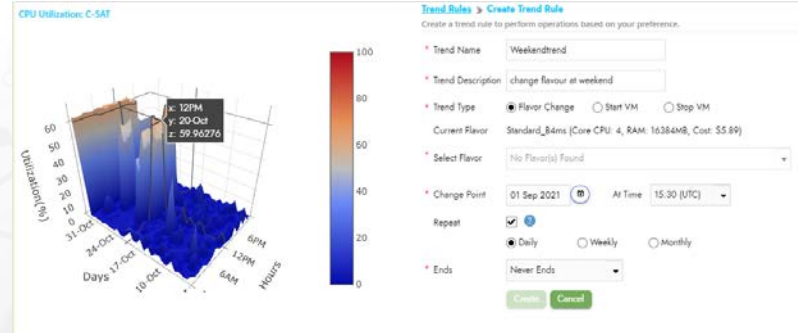 CPU Utilization: C-SAT
100
80
60
40
20
0
x: 12PM
y: 20-Oct
z: 59.96276
60
50
40
30
20
10
0
Utilization(%)
31-Oct
24-Oct
17-Oct
10-Oct
Days
6PM
12PM
6AM
Hours
Trend Rules > Create Trend Rule
Create a trend rule to perform operations based on your preference.
* Trend Name Weekendtrend
* Trend Description change flavour at weekend
* Trend Type Flavor Change Start VM Stop VM
Current Flavor Standard_B4ms (Core CPU: 4, RAM: 16384MB, Cost: $5.89)
* Select Flavor No Flavor(s) Found
* Change Point 01 Sep 2021 At Time 15:30 (UTC)
Repeat
Daily Weekly Monthly
* Ends Never Ends
Create Cancel